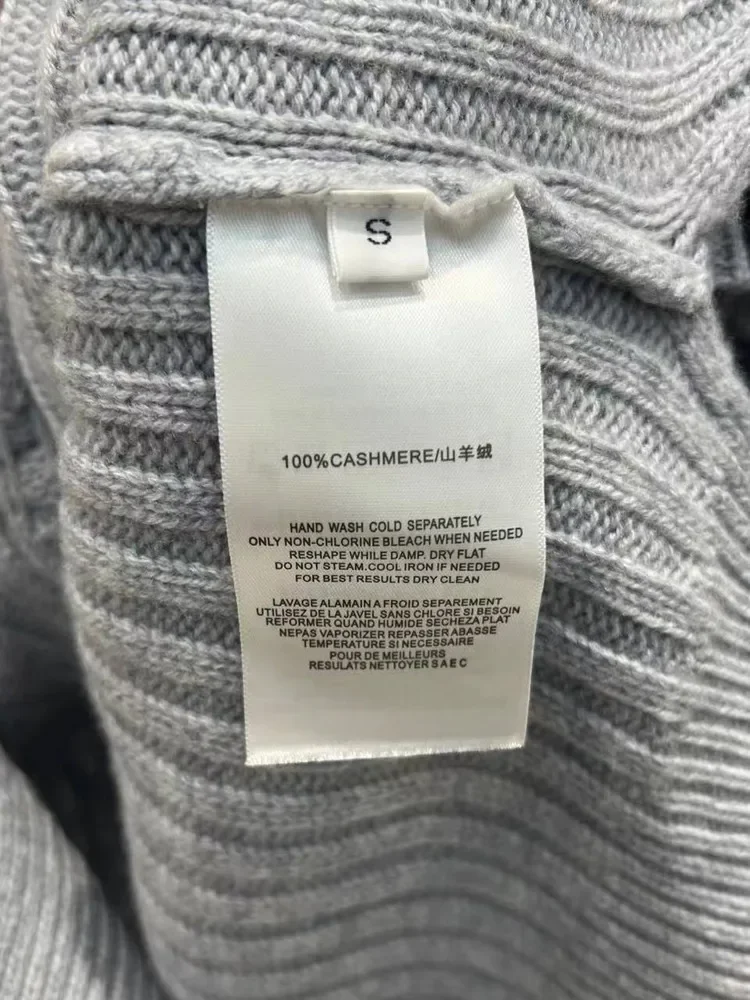 S
100%CASHMERE/山羊绒
HAND WASH COLD SEPARATELY
ONLY NON-CHLORINE BLEACH WHEN NEEDED
RESHAPE WHILE DAMP. DRY FLAT
DO NOT STEAM.COOL IRON IF NEEDED
FOR BEST RESULTS DRY CLEAN
LAVAGE ALAMAIN A FROID SEPAREMENT
UTILISEZ DE LA JAVEL SANS CHLORE SI BESOIN
REFORMER QUAND HUMIDE SECHEZA PLAT
NEPAS VAPORIZER REPASSER ABASSE
TEMPERATURE SI NECESSAIRE
POUR DE MEILLEURS
RESULATS NETTOYER S A E C